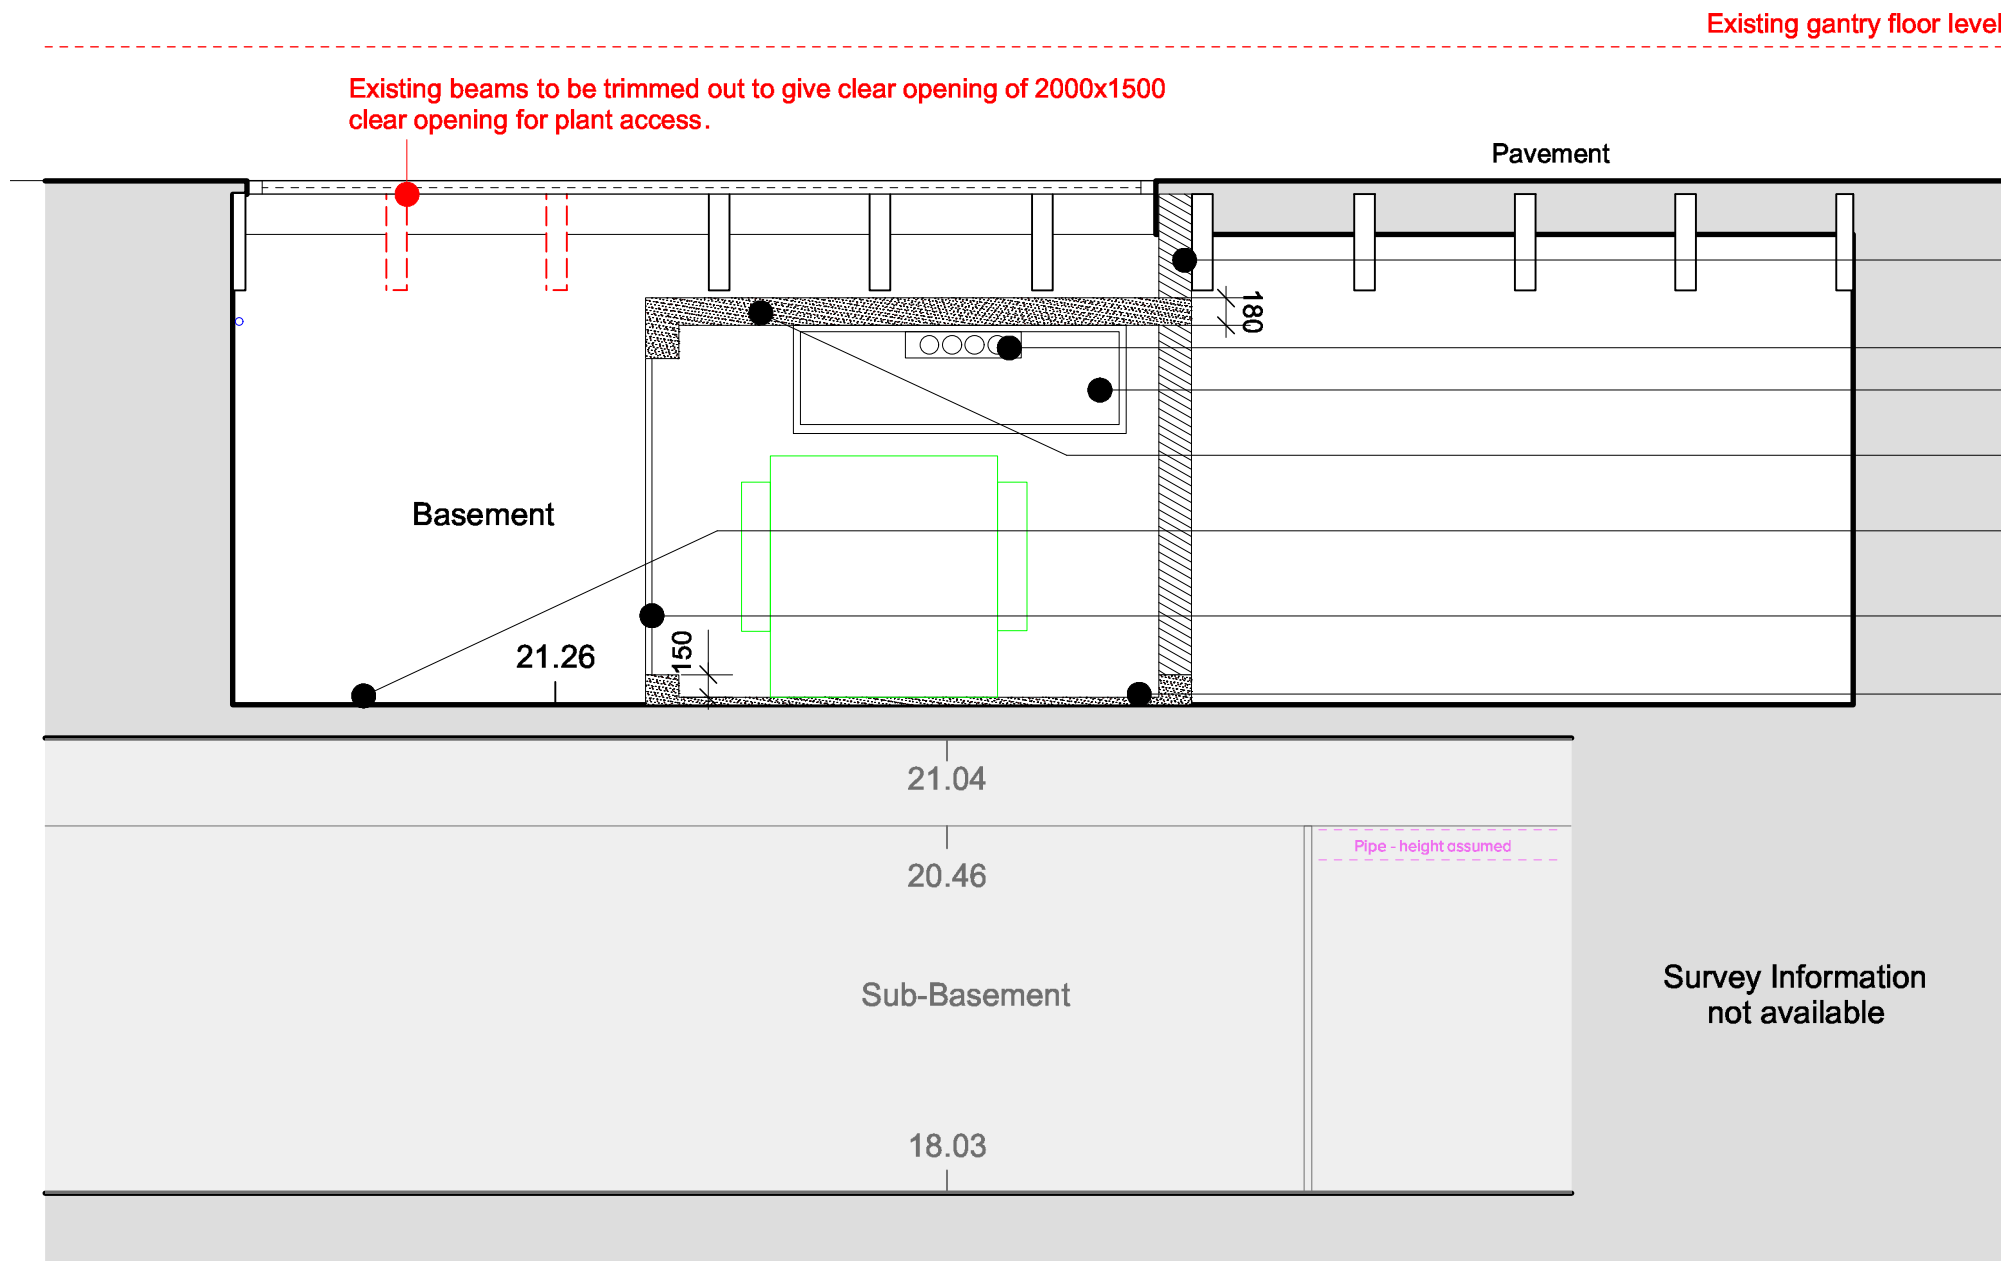 Existing gantry floor level
Existing beams to be trimmed out to give clear opening of 2000x1500
clear opening for plant access.
Pavement
180
Basement
21.26
150
21.04
Pipe - height assumed
20.46
Sub-Basement
Survey Information
not available
18.03